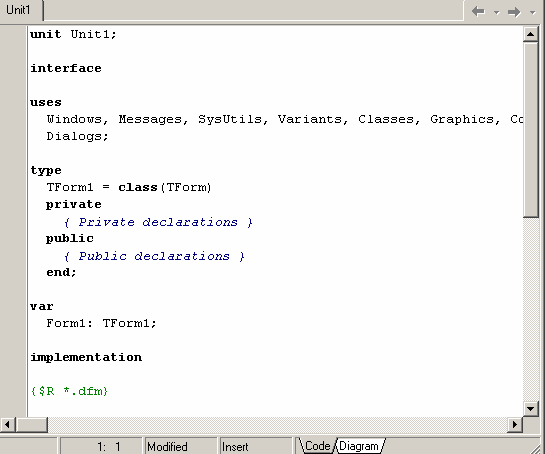 Unit1
unit Unit1;
interface
uses
Windows, Messages, SysUtils, Variants, Classes, Graphics,
Dialogs;
type
TForm1 = class(TForm)
private
{ Private declarations }
public
{ Public declarations }
end;
var
Form1: TForm1;
implementation
{$R *.dfm}
1: 1 Modified Insert Code Diagram